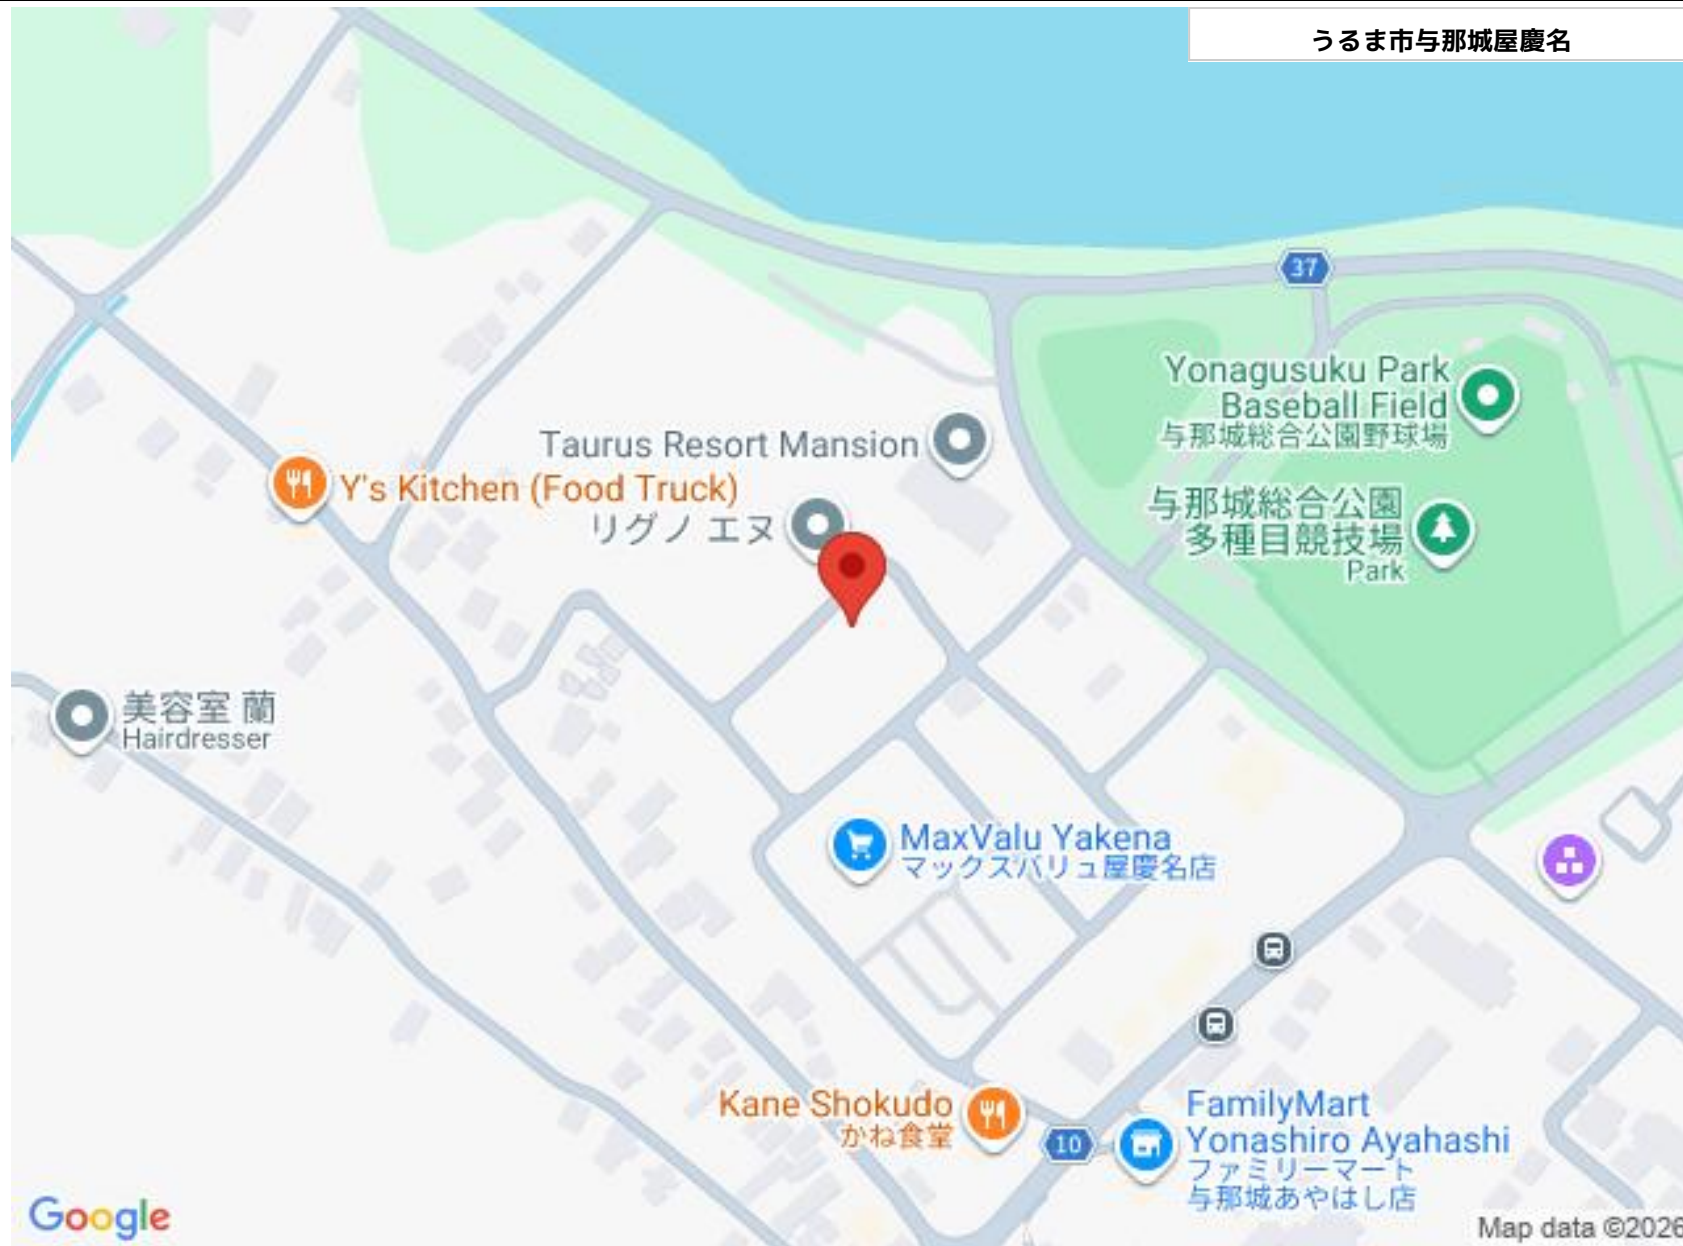 うるま市与那城屋慶名
37
Yonagusuku Park
Baseball Field
与那城総合公園野球場
Taurus Resort Mansion
Y's Kitchen (Food Truck)
リグノ エヌ
与那城総合公園
多種目競技場
Park
美容室 蘭
Hairdresser
MaxValu Yakena
マックスバリュ屋慶名店
Kane Shokudo
かね食堂
10
FamilyMart
Yonashiro Ayahashi
ファミリーマート
与那城あやはし店
Google
Map data ©2026